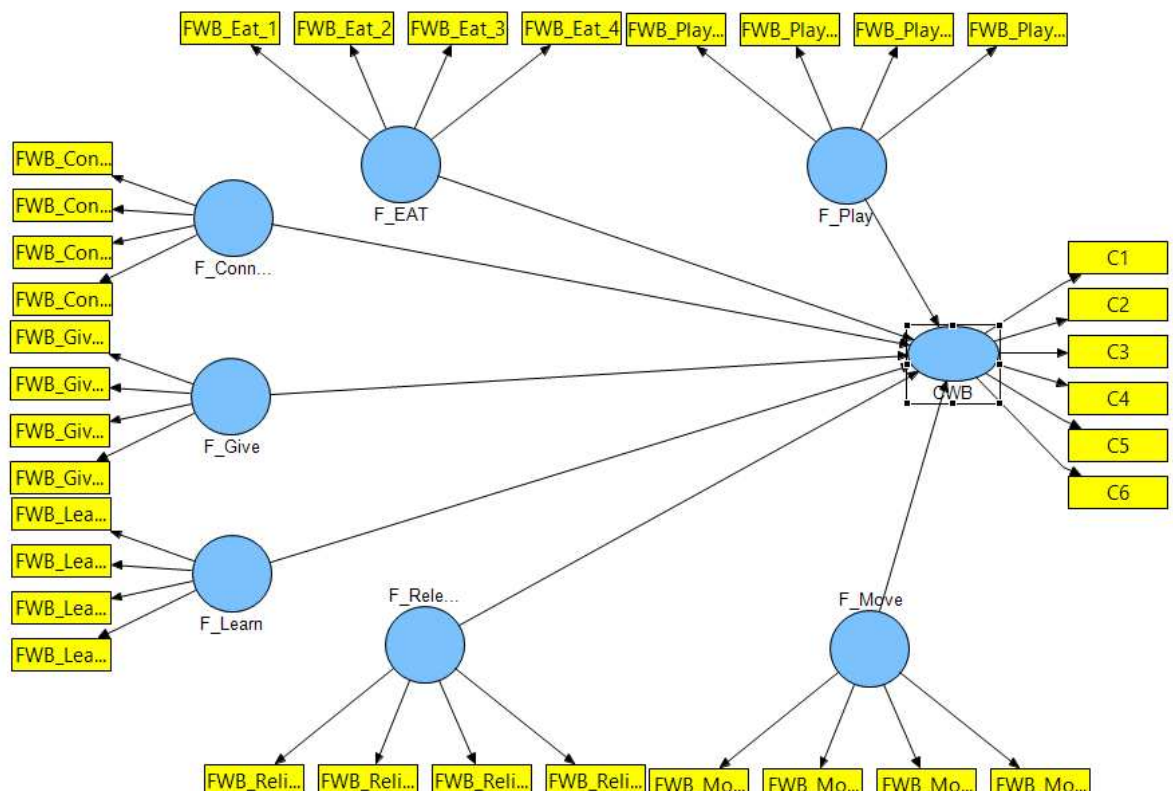 FWB_Eat_1
FWB_Eat_2
FWB_Eat_3
FWB_Eat_4
FWB_Play...
FWB_Play...
FWB_Play...
FWB_Play...
F_EAT
F_Play
FWB_Con...
FWB_Con...
FWB_Con...
FWB_Con...
F_Conn...
C1
C2
C3
C4
C5
C6
CWB
FWB_Giv...
FWB_Giv...
FWB_Giv...
FWB_Giv...
F_Give
FWB_Lea...
FWB_Lea...
FWB_Lea...
FWB_Lea...
F_Learn
F_Rele...
F_Move
FWB_Reli...
FWB_Reli...
FWB_Reli...
FWB_Reli...
FWB_Mo...
FWB_Mo...
FWB_Mo...
FWB_Mo...